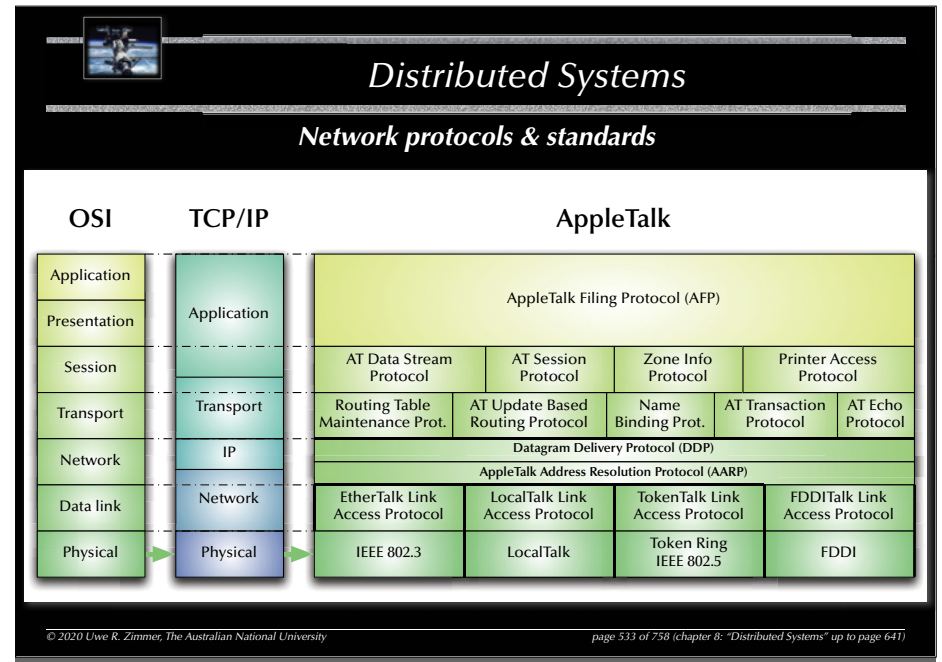 Distributed Systems
Network protocols & standards
OSI
TCP/IP
AppleTalk
Application
Presentation
Session
Transport
Network
Data link
Physical
Application
Transport
IP
Network
Physical
AppleTalk Filing Protocol (AFP)
AT Data Stream
Protocol
AT Session
Protocol
Zone Info
Protocol
Printer Access
Protocol
Routing Table
Maintenance Prot.
AT Update Based
Routing Protocol
Name
Binding Prot.
AT Transaction
Protocol
AT Echo
Protocol
Datagram Delivery Protocol (DDP)
AppleTalk Address Resolution Protocol (AARP)
EtherTalk Link
Access Protocol
LocalTalk Link
Access Protocol
TokenTalk Link
Access Protocol
FDDITalk Link
Access Protocol
IEEE 802.3
LocalTalk
Token Ring
IEEE 802.5
FDDI
© 2020 Uwe R. Zimmer, The Australian National University
page 533 of 758 (chapter 8: “Distributed Systems” up to page 641)